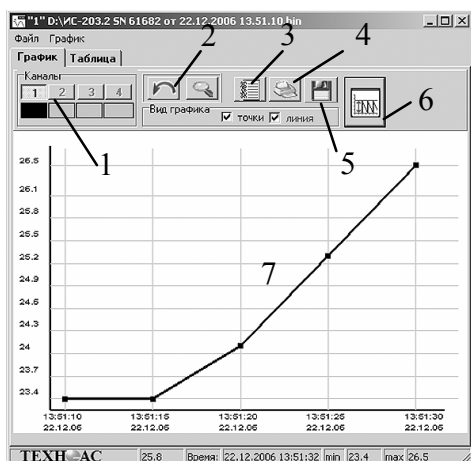 "1" D:\ИС-203.2 SN 61682 от 22.12.2006 13.51.10.bin
Файл График
График Таблица
2 3 4
Каналы
1 2 3 4
Вид графика
точки линия
1 5 6
26.5
26.1
25.8
25.5
25.2
24.9
24.6
24.3
24
23.7
23.4
7
13:51:10 13:51:15 13:51:20 13:51:25 13:51:30
22.12.06 22.12.06 22.12.06 22.12.06 22.12.06
ТЕХНО-АС 25.8 Время: 22.12.2006 13:51:32 min 23.4 max 26.5